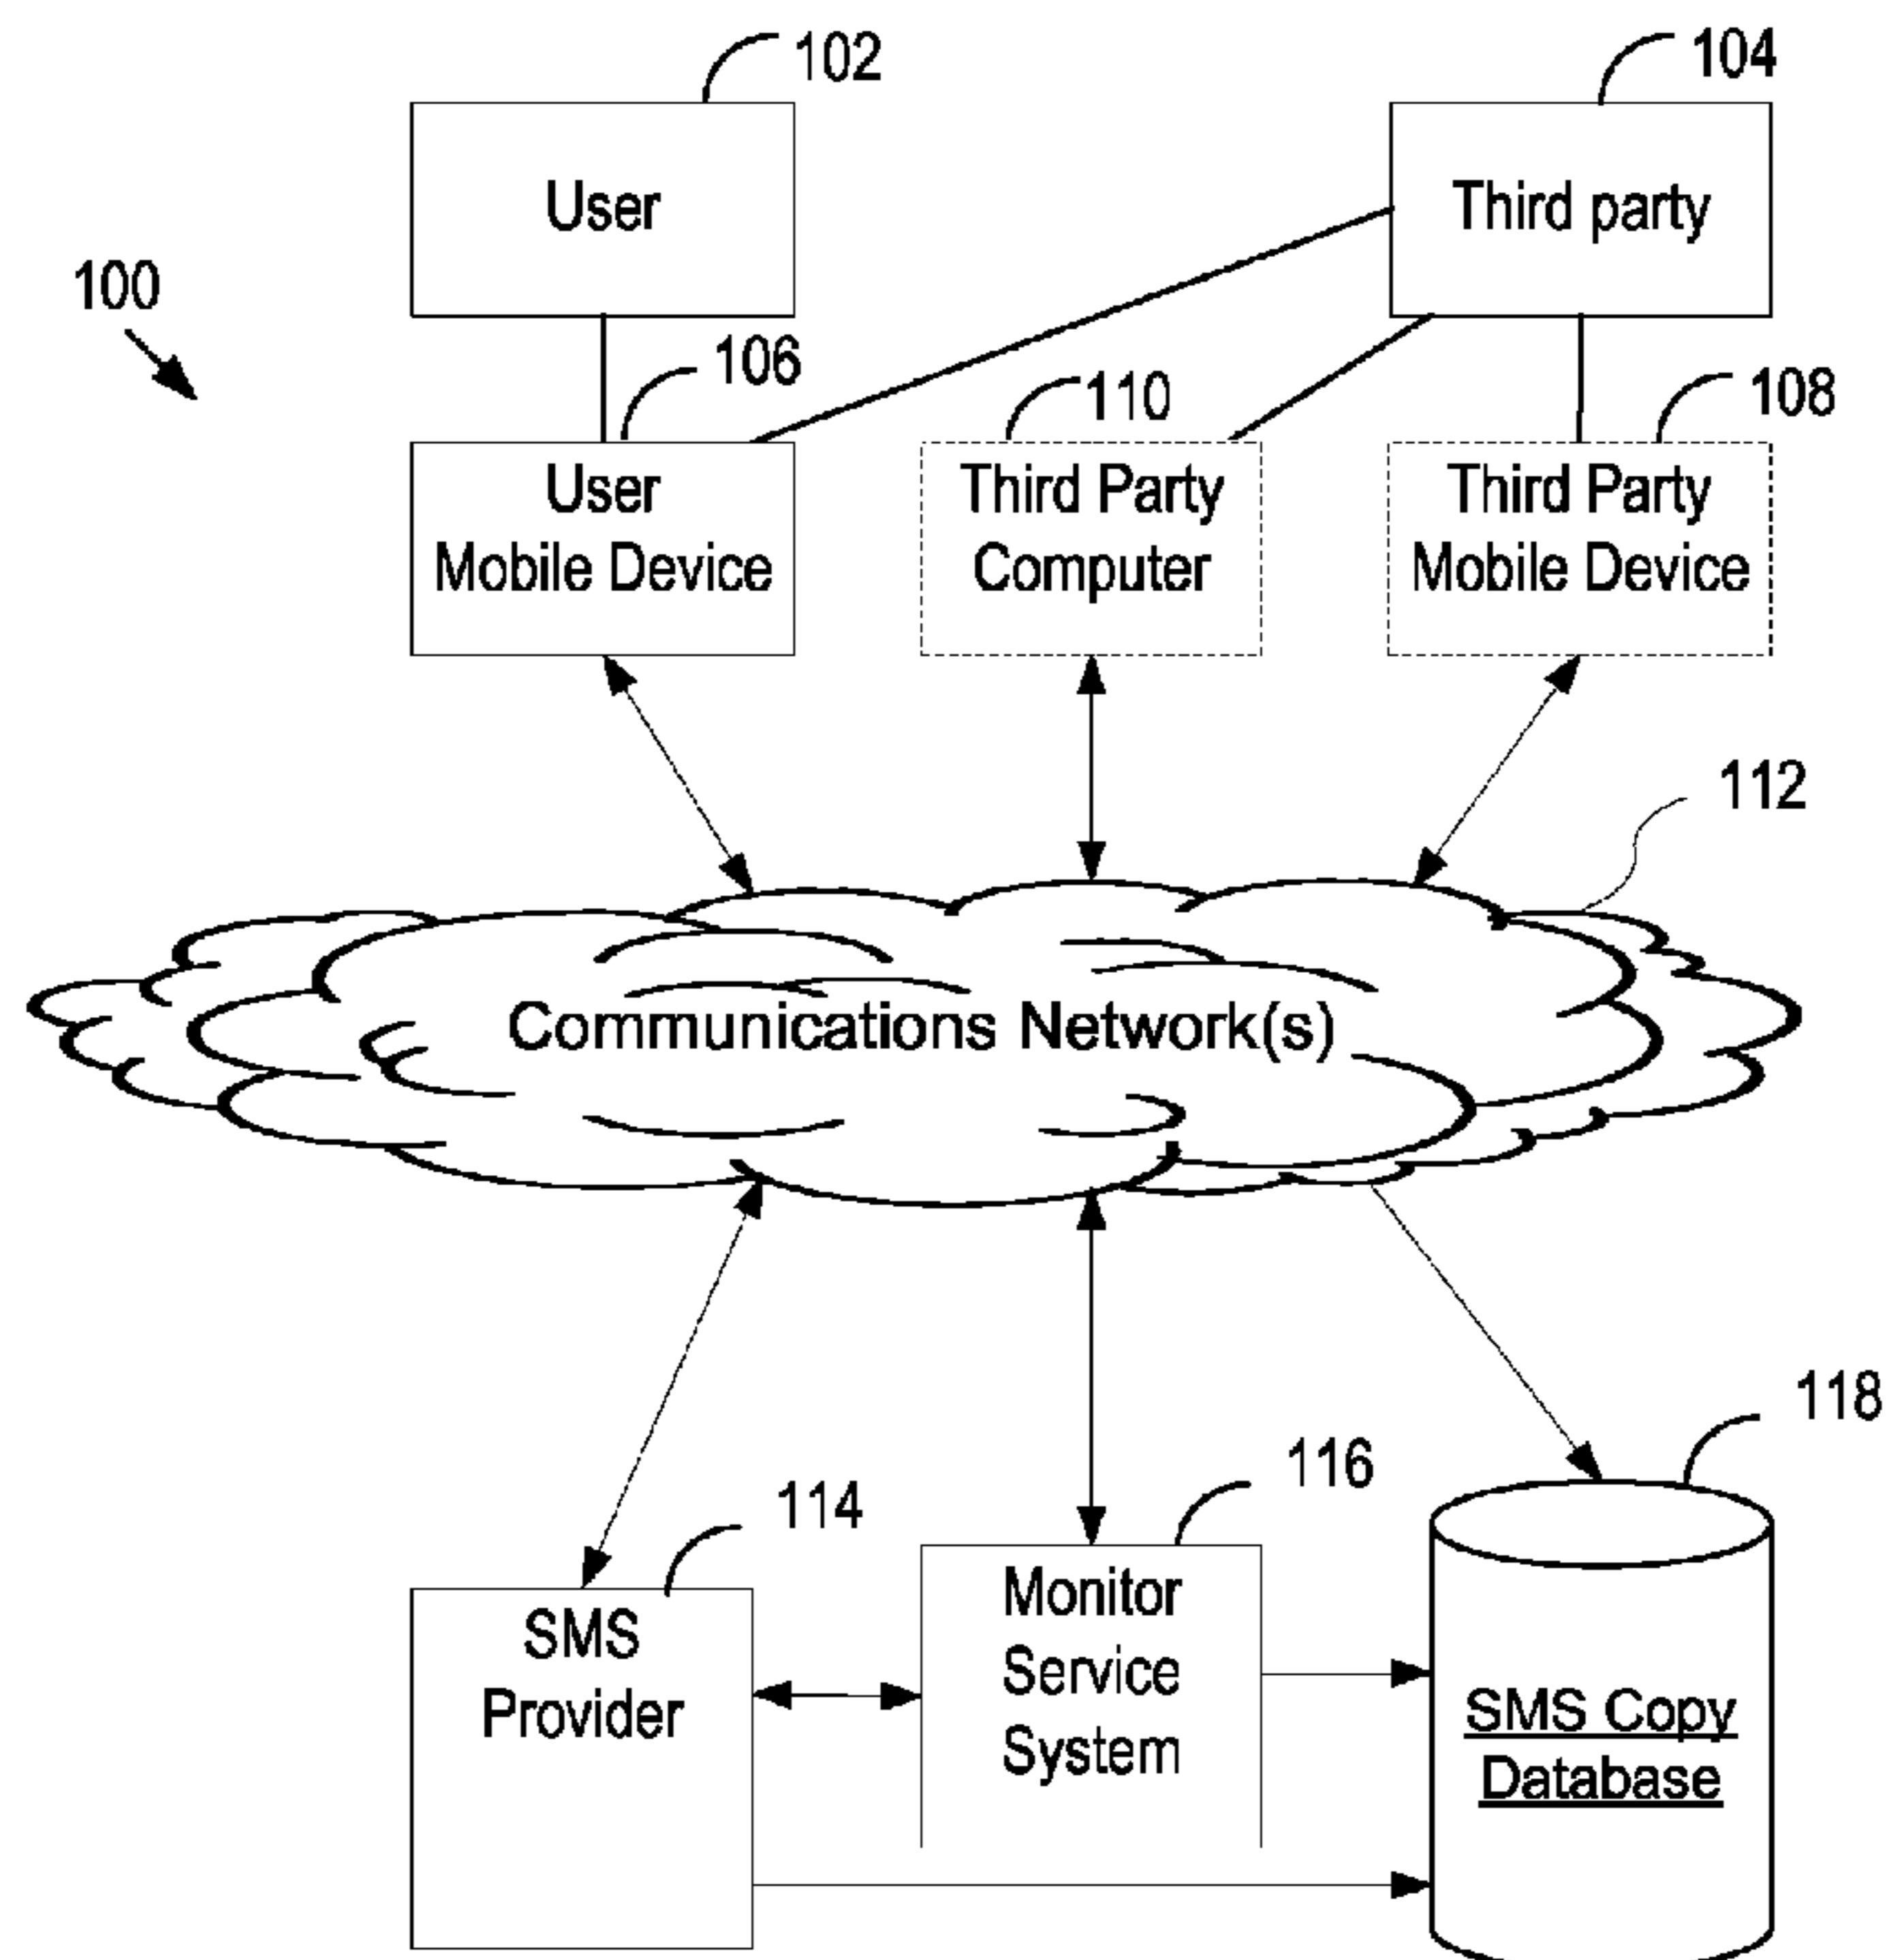 102
104
User
Third party
100
106
110
108
User
Mobile Device
Third Party
Computer
Third Party
Mobile Device
112
Communications Network(s)
118
116
114
SMS
Provider
Monitor
Service
System
SMS Copy
Database